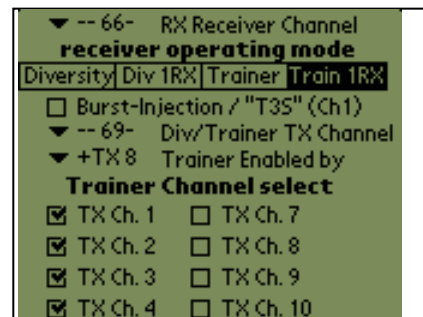 -- 66- RX Receiver Channel
receiver operating mode
Diversity Div 1RX Trainer Train 1RX
Burst-Injection / "T3S" (Ch1)
-- 69- Div/Trainer TX Channel
+TX 8 Trainer Enabled by
Trainer Channel select
TX Ch. 1 TX Ch. 7
TX Ch. 2 TX Ch. 8
TX Ch. 3 TX Ch. 9
TX Ch. 4 TX Ch. 10